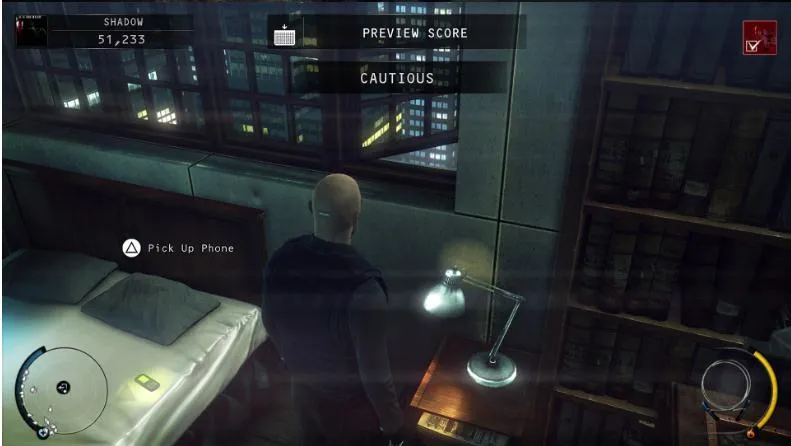 SHADOW
51,233
PREVIEW SCORE
CAUTIOUS
Pick Up Phone